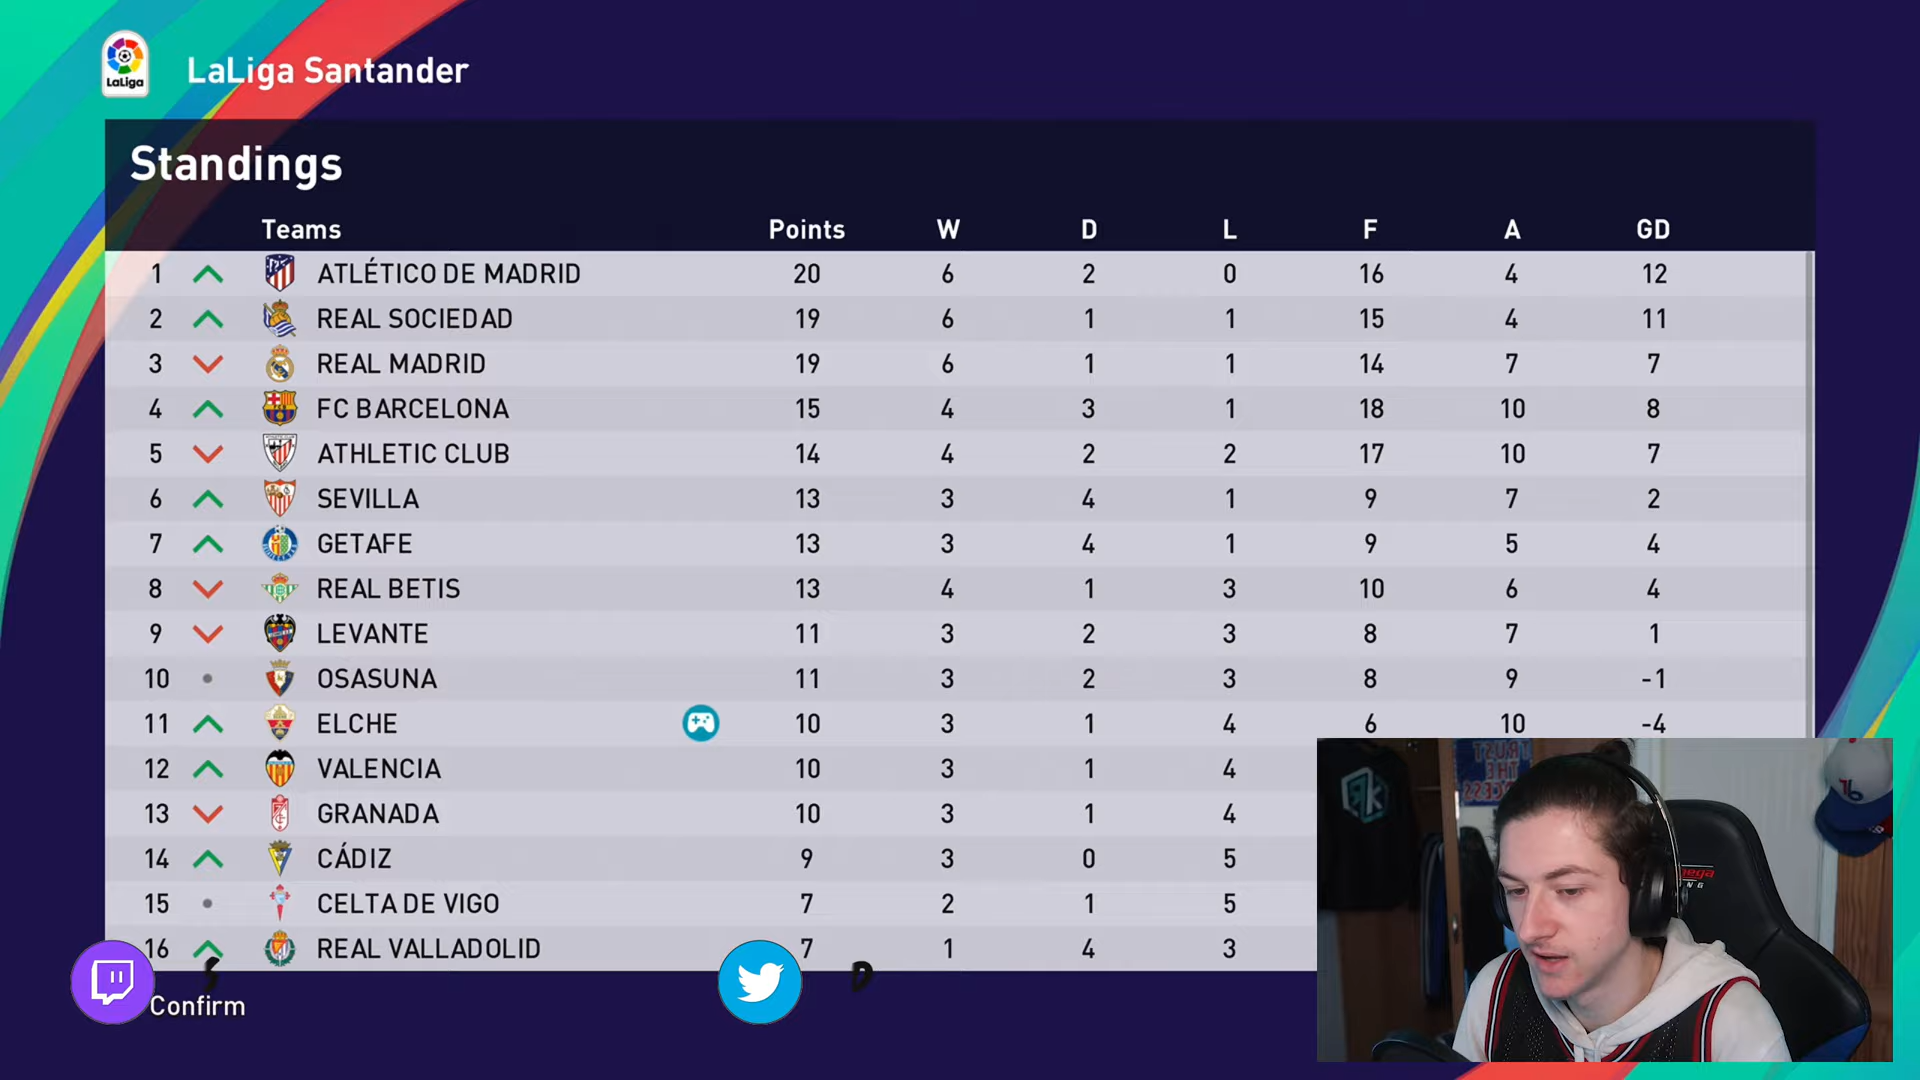 LaLiga
LaLiga Santander
Standings
Teams Points W D L F A GD
1 ATLÉTICO DE MADRID 20 6 2 0 16 4 12
2 REAL SOCIEDAD 19 6 1 1 15 4 11
3 REAL MADRID 19 6 1 1 14 7 7
4 FC BARCELONA 15 4 3 1 18 10 8
5 ATHLETIC CLUB 14 4 2 2 17 10 7
6 SEVILLA 13 3 4 1 9 7 2
7 GETAFE 13 3 4 1 9 5 4
8 REAL BETIS 13 4 1 3 10 6 4
9 LEVANTE 11 3 2 3 8 7 1
10 OSASUNA 11 3 2 3 8 9 -1
11 ELCHE 10 3 1 4 6 10 -4
12 VALENCIA 10 3 1 4
13 GRANADA 10 3 1 4
14 CÁDIZ 9 3 0 5
15 CELTA DE VIGO 7 2 1 5
16 REAL VALLADOLID 7 1 4 3
Confirm
TRUST
THE